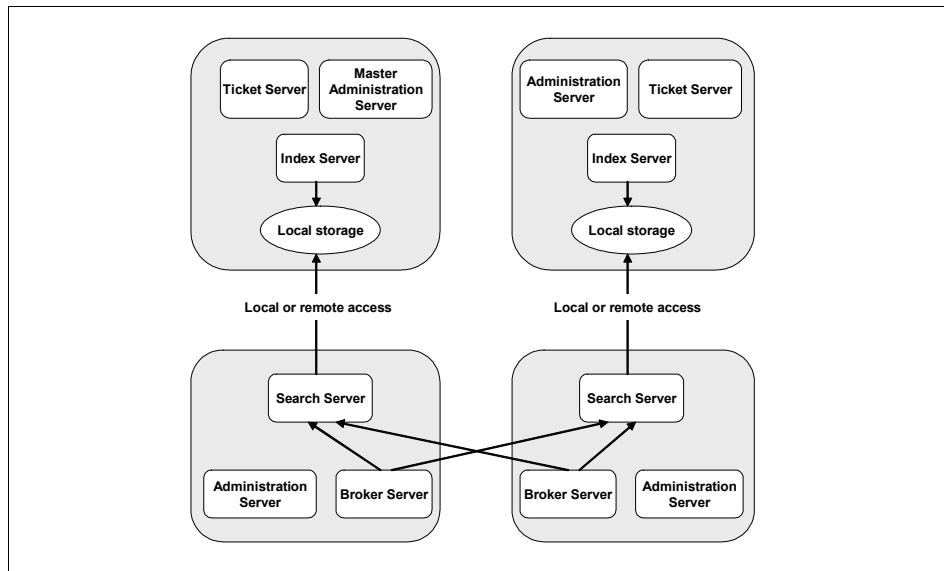 Ticket Server
Master
Administration
Server
Administration
Server
Ticket Server
Index Server
Index Server
Local storage
Local storage
Local or remote access
Local or remote access
Search Server
Search Server
Administration
Server
Broker Server
Broker Server
Administration
Server